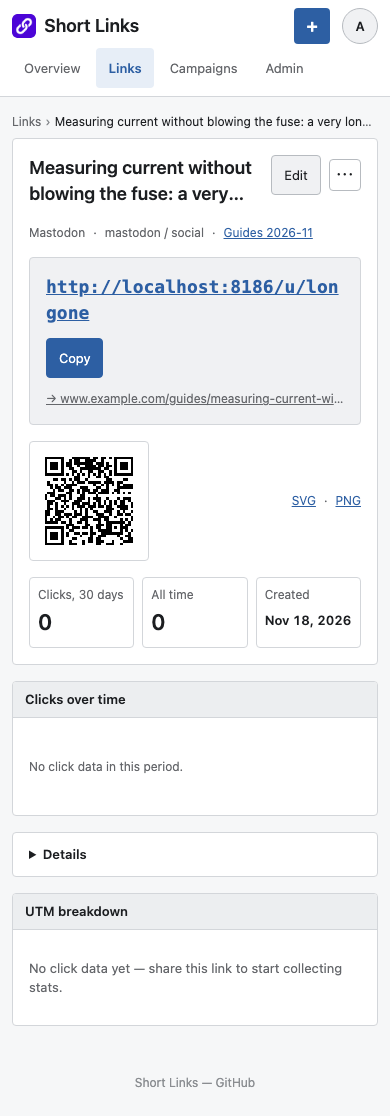 Short Links
+
A
Overview
Links
Campaigns
Admin
Links › Measuring current without blowing the fuse: a very lon...
Measuring current without
blowing the fuse: a very...
Edit
···
Mastodon · mastodon / social · Guides 2026-11
http://localhost:8186/u/lon
gone
Copy
→ www.example.com/guides/measuring-current-wi...
SVG · PNG
Clicks, 30 days
0
All time
0
Created
Nov 18, 2026
Clicks over time
No click data in this period.
▶ Details
UTM breakdown
No click data yet — share this link to start collecting
stats.
Short Links — GitHub